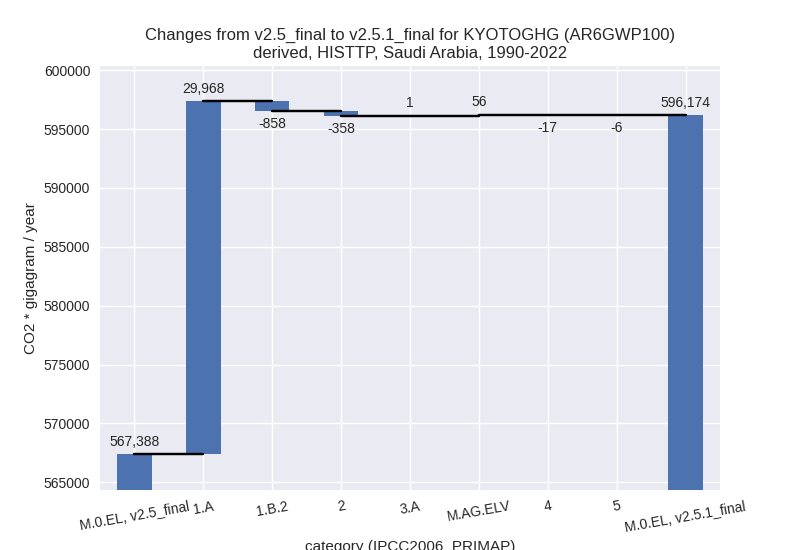 Changes from v2.5_final to v2.5.1_final for KYOTOGHG (AR6GWP100)
derived, HISTTP, Saudi Arabia, 1990-2022
600000
595000
590000
585000
580000
575000
570000
565000
CO2 * gigagram / year
567,388
29,968
-858
-358
1
56
-17
-6
596,174
M.0.EL, v2.5_final
1.A
1.B.2
2
3.A
M.AG.ELV
4
5
M.0.EL, v2.5.1_final
category (IPCC2006_PRIMAP)